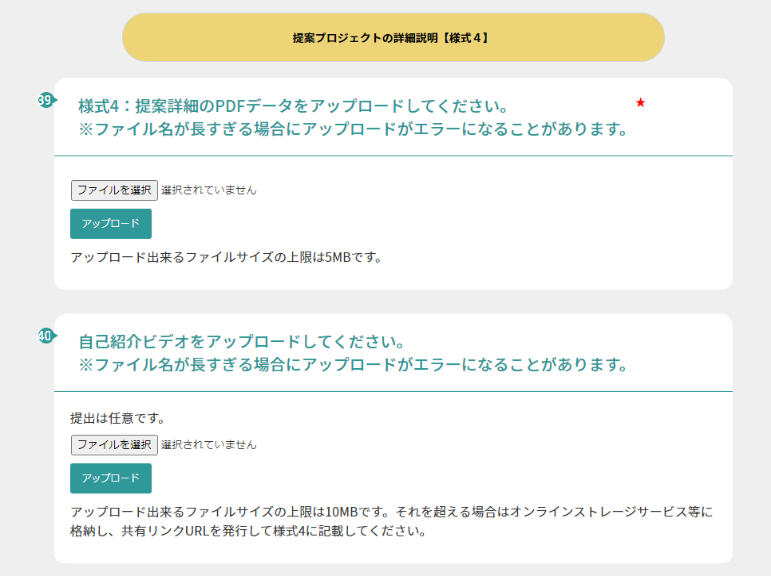 提案プロジェクトの詳細説明【様式４】
39
様式4：提案詳細のPDFデータをアップロードしてください。
★
※ファイル名が長すぎる場合にアップロードがエラーになることがあります。
ファイルを選択 選択されていません
アップロード
アップロード出来るファイルサイズの上限は5MBです。
40
自己紹介ビデオをアップロードしてください。
※ファイル名が長すぎる場合にアップロードがエラーになることがあります。
提出は任意です。
ファイルを選択 選択されていません
アップロード
アップロード出来るファイルサイズの上限は10MBです。それを超える場合はオンラインストレージサービス等に
格納し、共有リンクURLを発行して様式4に記載してください。